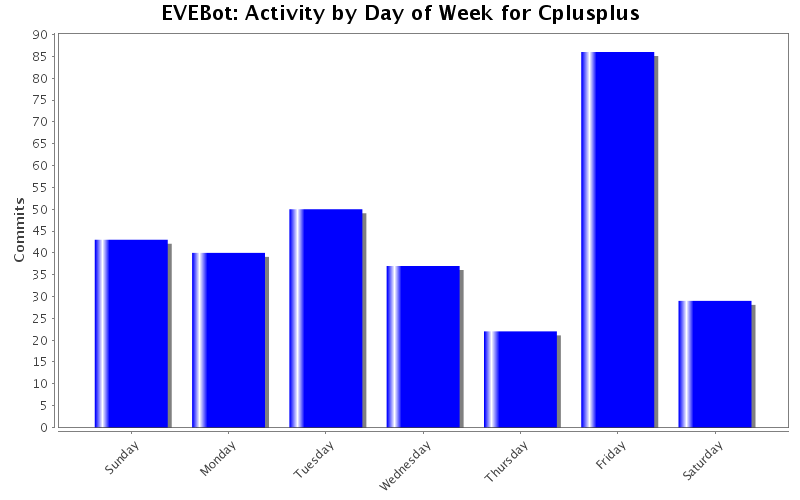 EVEBot: Activity by Day of Week for Cplusplus
90
85
80
75
70
65
60
55
50
45
40
35
30
25
20
15
10
5
0
Commits
Sunday
Monday
Tuesday
Wednesday
Thursday
Friday
Saturday